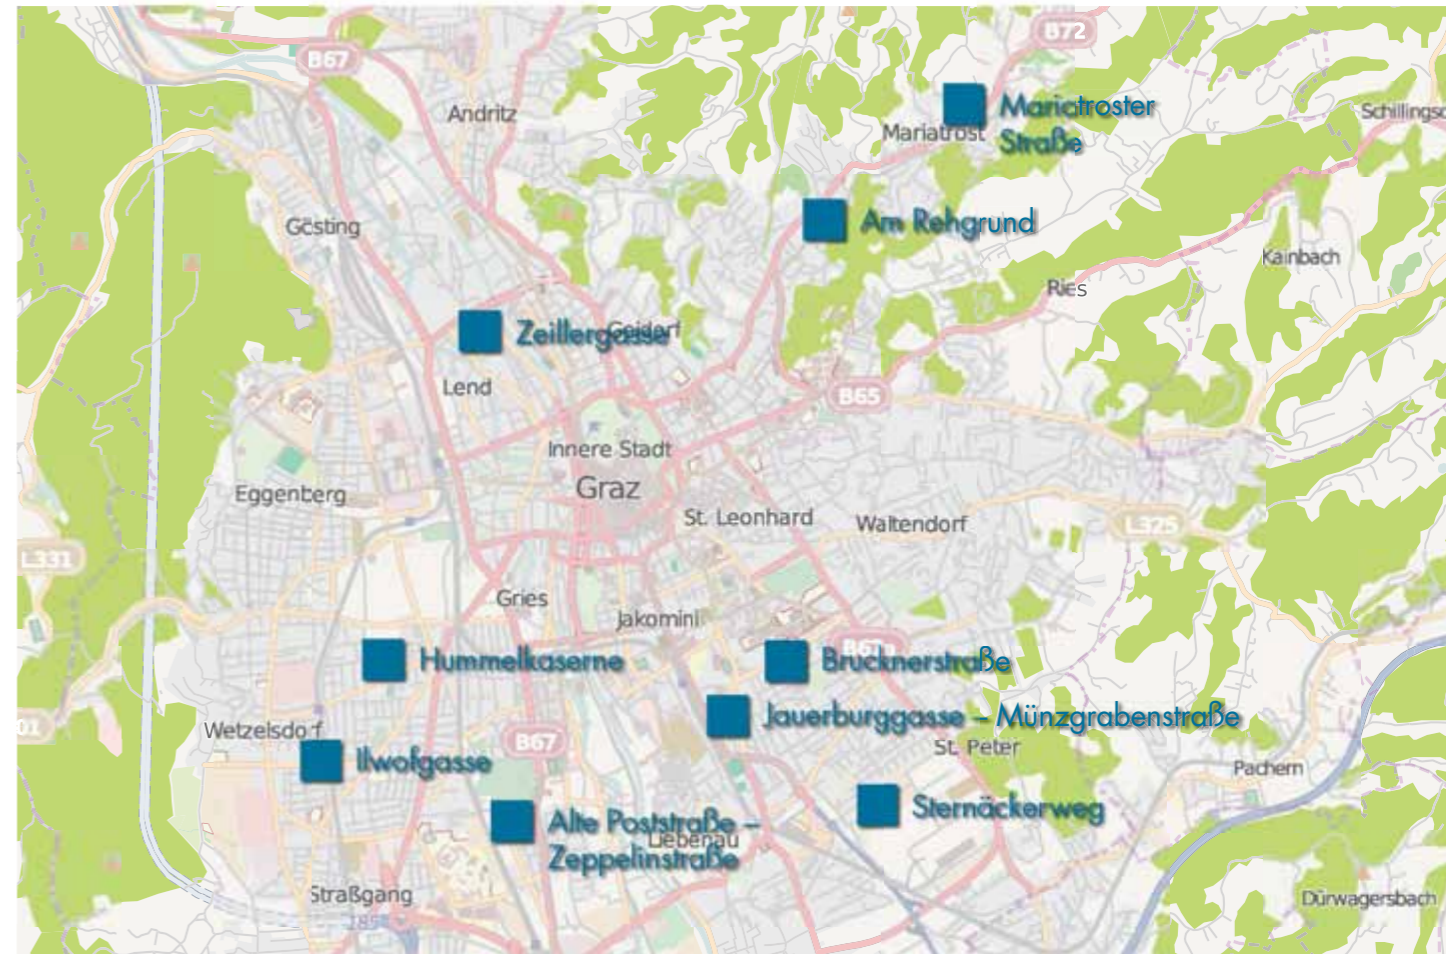 B72
B67
Andritz
Mariatroster
Straße
Mariatrost
Am Rehgrund
Gösting
Kainbach
Ries
Zeillergasse
Geidorf
Lend
B65
Innere Stadt
Graz
Eggenberg
St. Leonhard
Waltendorf
L325
L331
Gries
Jakomini
Hummelkaserne
Brucknerstraße
Jauerburggasse – Münzgrabenstraße
Wetzelsdorf
B67
St. Peter
Ilwofgasse
Pachern
Sternäckerweg
Alte Poststraße –
Zeppelinstraße
Liebenau
Straßgang
Dürwagersbach